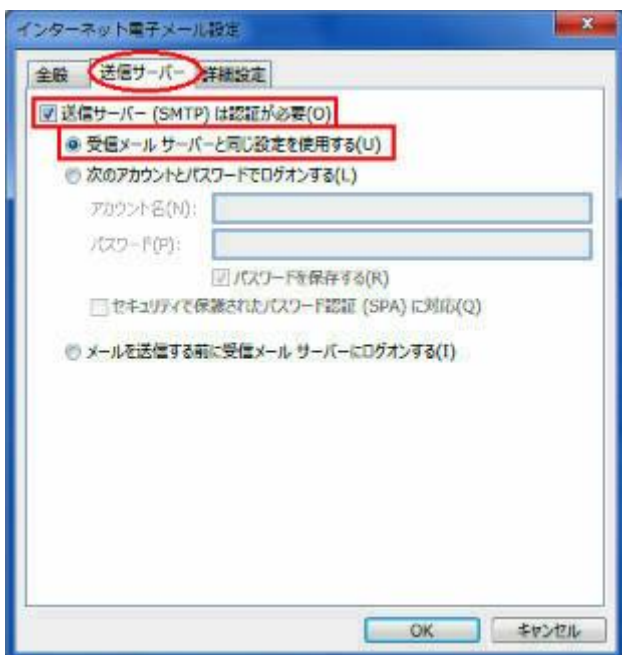 インターネット電子メール設定
全般 送信サーバー 詳細設定
送信サーバー (SMTP) は認証が必要(O)
受信メール サーバーと同じ設定を使用する(U)
次のアカウントとパスワードでログオンする(L)
アカウント名(N):
パスワード(P):
パスワードを保存する(R)
セキュリティで保護されたパスワード認証 (SPA) に対応(Q)
メールを送信する前に受信メール サーバーにログオンする(I)
OK キャンセル